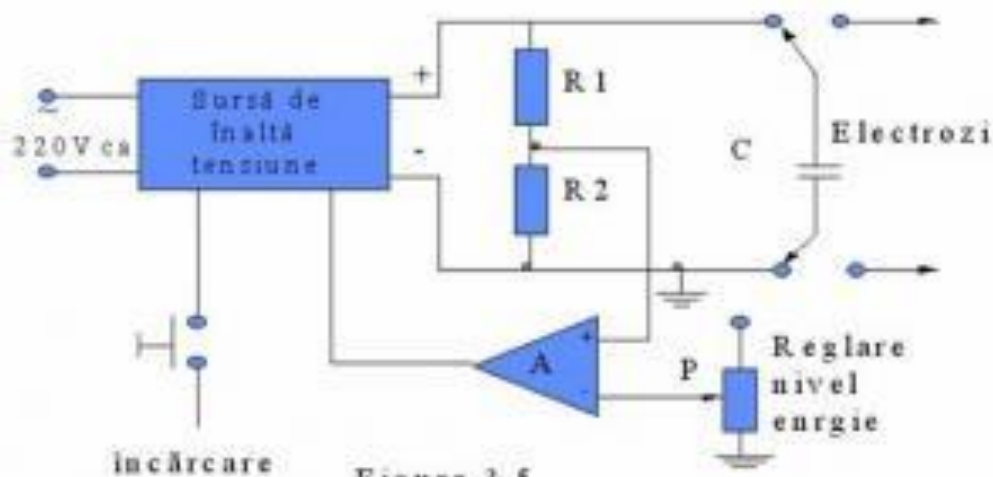 Sursă de
înaltă
tensiune
~
220V ca
+
-
R1
R2
C
Electrozi
+
A
-
P
Reglare
nivel
enrgie
încărcare